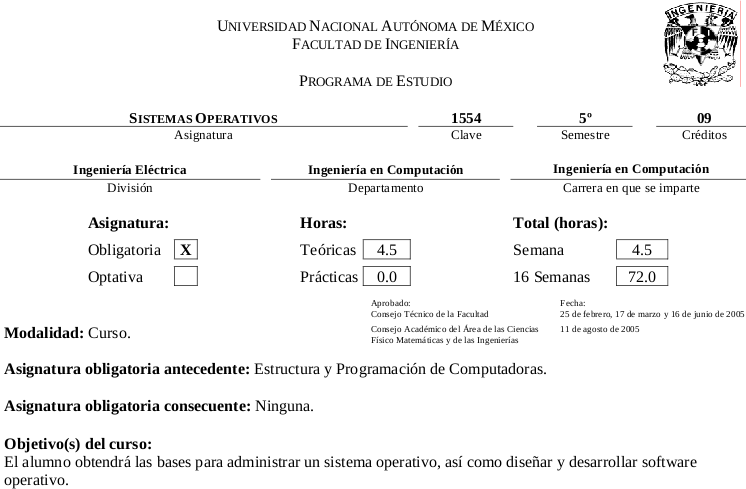 UNIVERSIDAD NACIONAL AUTÓNOMA DE MÉXICO
FACULTAD DE INGENIERÍA
INGENIERIA
PROGRAMA DE ESTUDIO
SISTEMAS OPERATIVOS 1554 5° 09
Asignatura Clave Semestre Créditos
Ingeniería Eléctrica Ingeniería en Computación Ingeniería en Computación
División Departamento Carrera en que se imparte
Asignatura: Horas: Total (horas):
Obligatoria X Teóricas 4.5 Semana 4.5
Optativa Prácticas 0.0 16 Semanas 72.0
Aprobado: Fecha:
Consejo Técnico de la Facultad 25 de febrero, 17 de marzo y 16 de junio de 2005
Consejo Académico del Área de las Ciencias 11 de agosto de 2005
Físico Matemáticas y de las Ingenierías
Modalidad: Curso.
Asignatura obligatoria antecedente: Estructura y Programación de Computadoras.
Asignatura obligatoria consecuente: Ninguna.
Objetivo(s) del curso:
El alumno obtendrá las bases para administrar un sistema operativo, así como diseñar y desarrollar software
operativo.